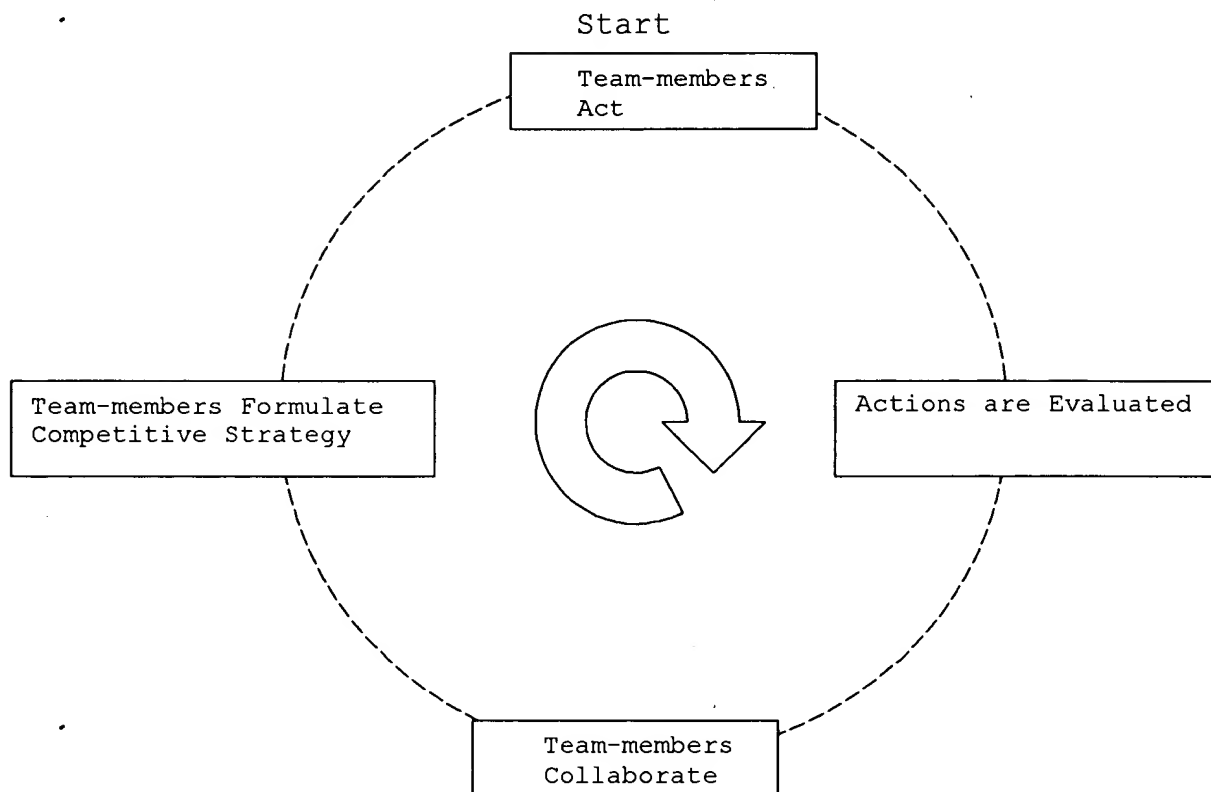 Start
Team-members
Act
Team-members Formulate
Competitive Strategy
Actions are Evaluated
Team-members
Collaborate